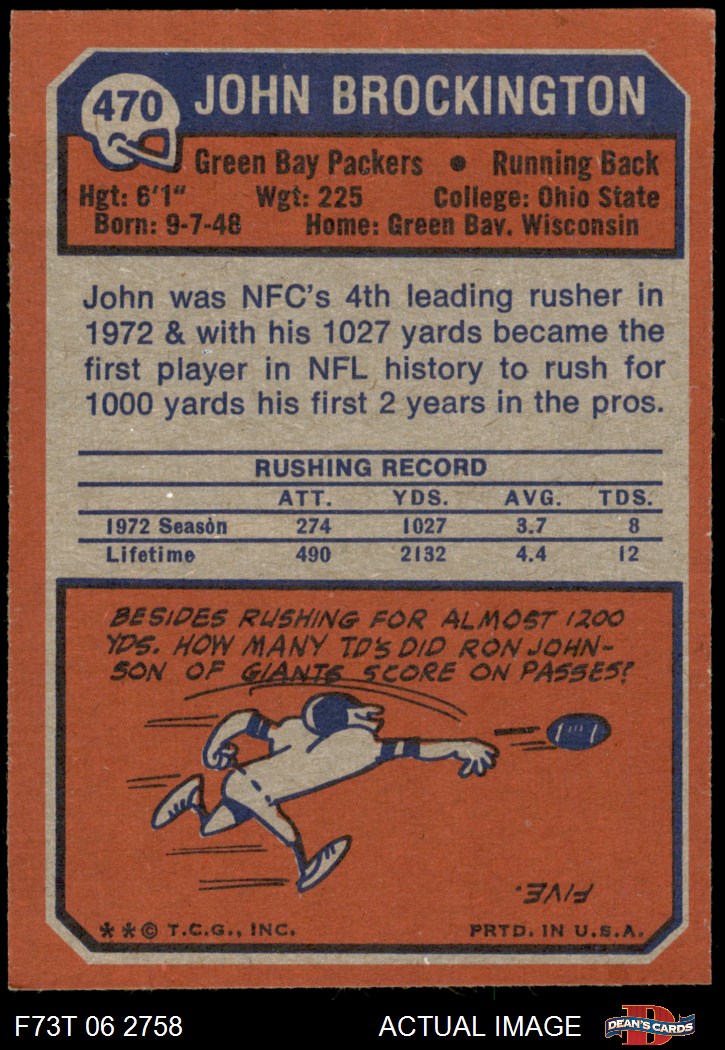 470 JOHN BROCKINGTON
Green Bay Packers • Running Back
Hgt: 6'1" Wgt: 225 College: Ohio State
Born: 9-7-48 Home: Green Bay, Wisconsin
John was NFC's 4th leading rusher in
1972 & with his 1027 yards became the
first player in NFL history to rush for
1000 yards his first 2 years in the pros.
RUSHING RECORD
ATT. YDS. AVG. TDS.
1972 Season 274 1027 3.7 8
Lifetime 490 2132 4.4 12
BESIDES RUSHING FOR ALMOST 1200
YDS. HOW MANY TD'S DID RON JOHN-
SON OF GIANTS SCORE ON PASSES?
FIVE.
**© T.C.G., INC. PRTD. IN U.S.A.
F73T 06 2758 ACTUAL IMAGE D DEAN'S CARDS